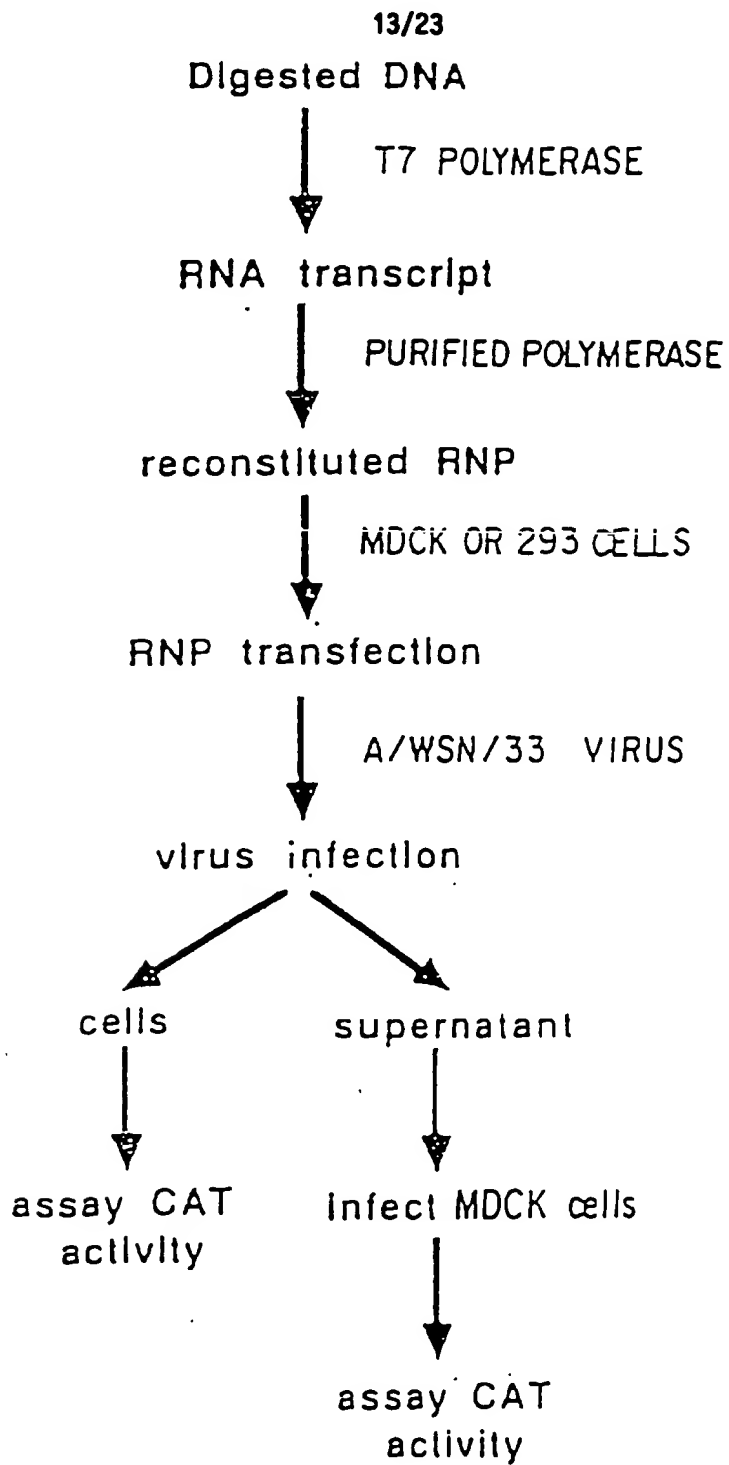 13/23
Digested DNA
T7 POLYMERASE
RNA transcript
PURIFIED POLYMERASE
reconstituted RNP
MDCK OR 293 CELLS
RNP transfection
A/WSN/33 VIRUS
virus infection
cells
supernatant
assay CAT
activity
infect MDCK cells
assay CAT
activity